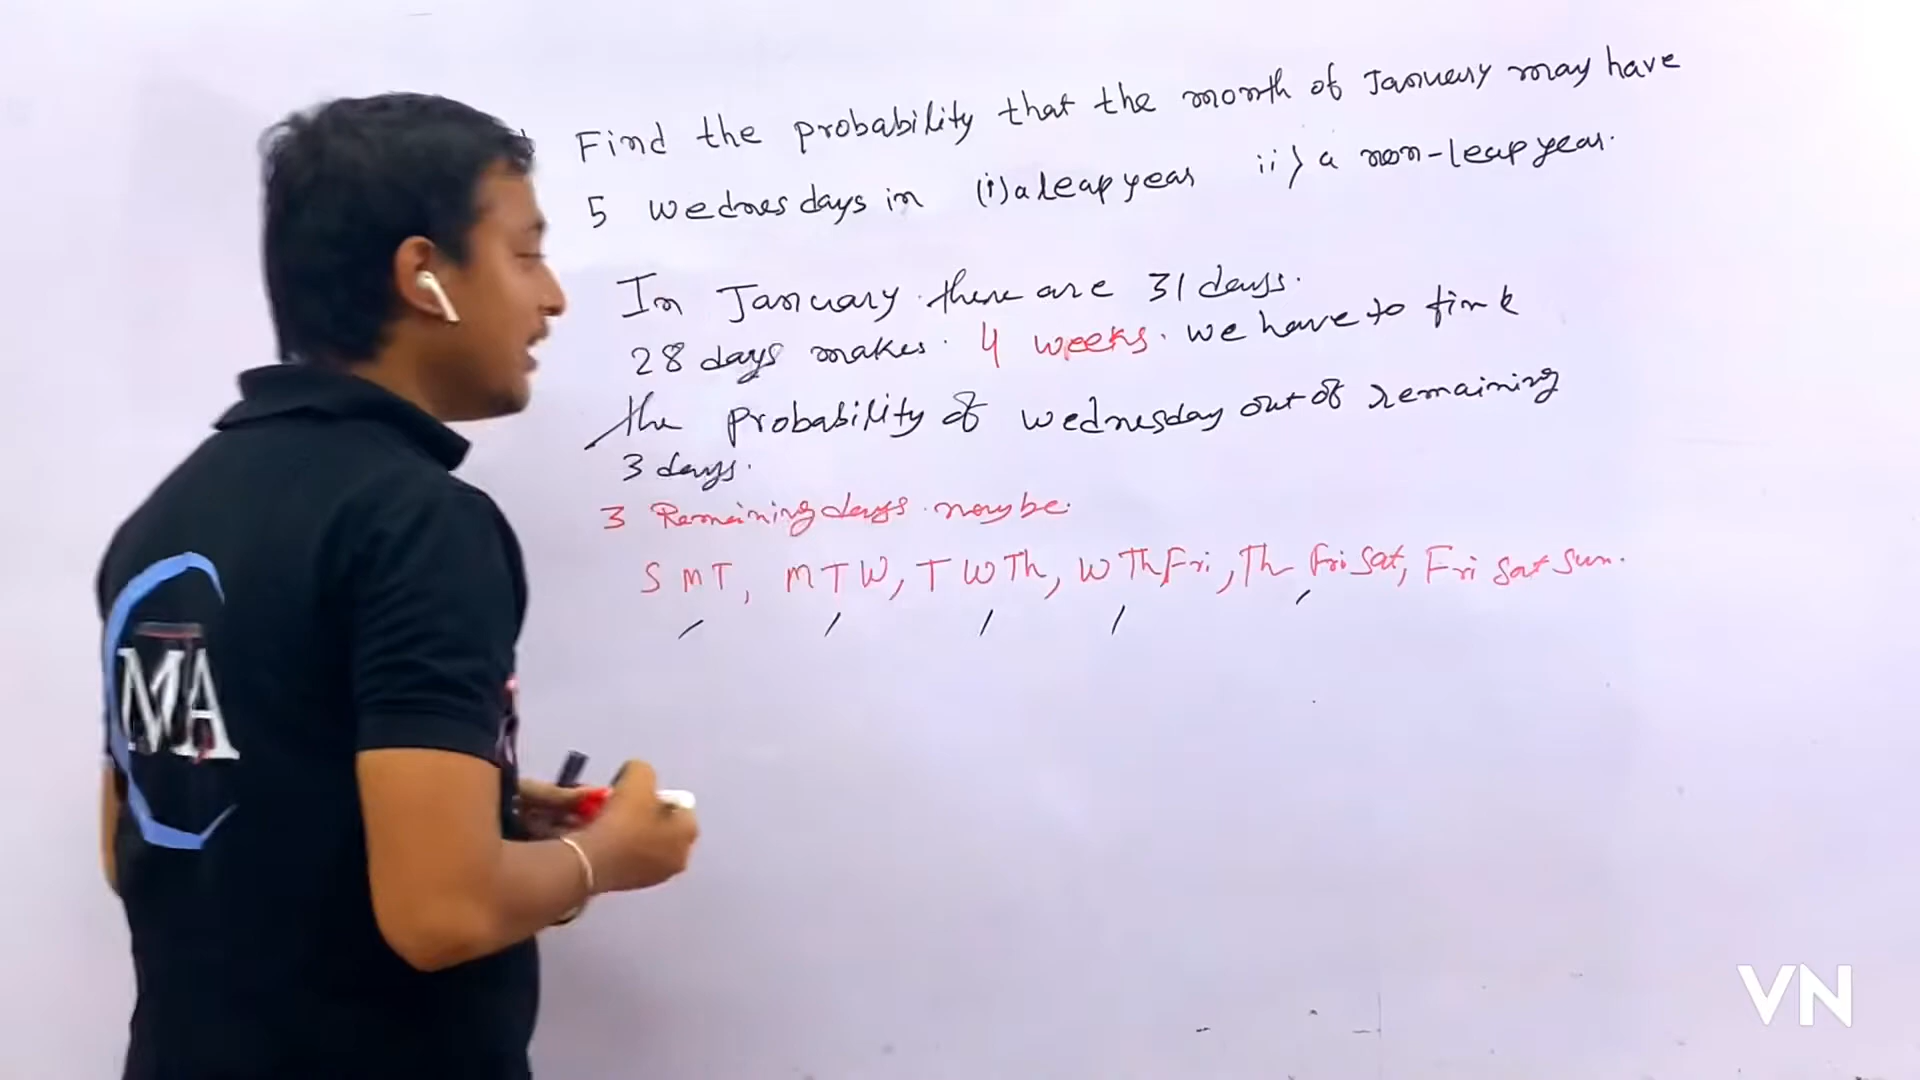 Find the probability that the month of January may have
5 wednesdays in (i) a leap year ii) a non-leap year.
In January there are 31 days.
28 days makes 4 weeks. we have to find
the probability of wednesday out of remaining
3 days.
3 Remaining days maybe.
S M T, M T W, T W Th, W Th Fri, Th Fri Sat, Fri Sat Sun.
MA
VN